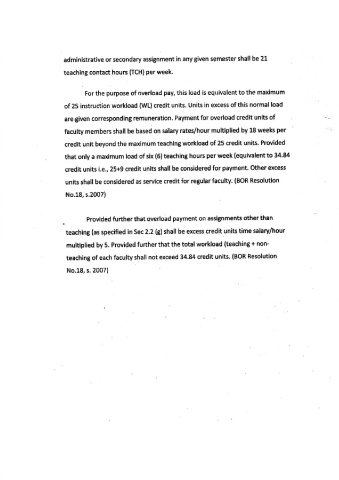 administrative or secondary assignment in any given semester shall be 21
teaching contact hours (TCH) per week.
For the purpose of overload pay, this load is equivalent to the maximum
of 25 instruction workload (WL) credit units. Units in excess of this normal load
are given corresponding remuneration. Payment for overload credit units of
faculty members shall be based on salary rates/hour multiplied by 18 weeks per
credit unit beyond the maximum teaching workload of 25 credit units. Provided
that only a maximum load of six (6) teaching hours per week (equivalent to 34.84
credit units i.e., 25+9 credit units shall be considered for payment. Other excess
units shall be considered as service credit for regular faculty. (BOR Resolution
No.18, s.2007)
Provided further that overload payment on assignments other than
teaching (as specified in Sec 2.2 (g) shall be excess credit units time salary/hour
multiplied by 5. Provided further that the total workload (teaching + non-
teaching of each faculty shall not exceed 34.84 credit units. (BOR Resolution
No.18, s. 2007)